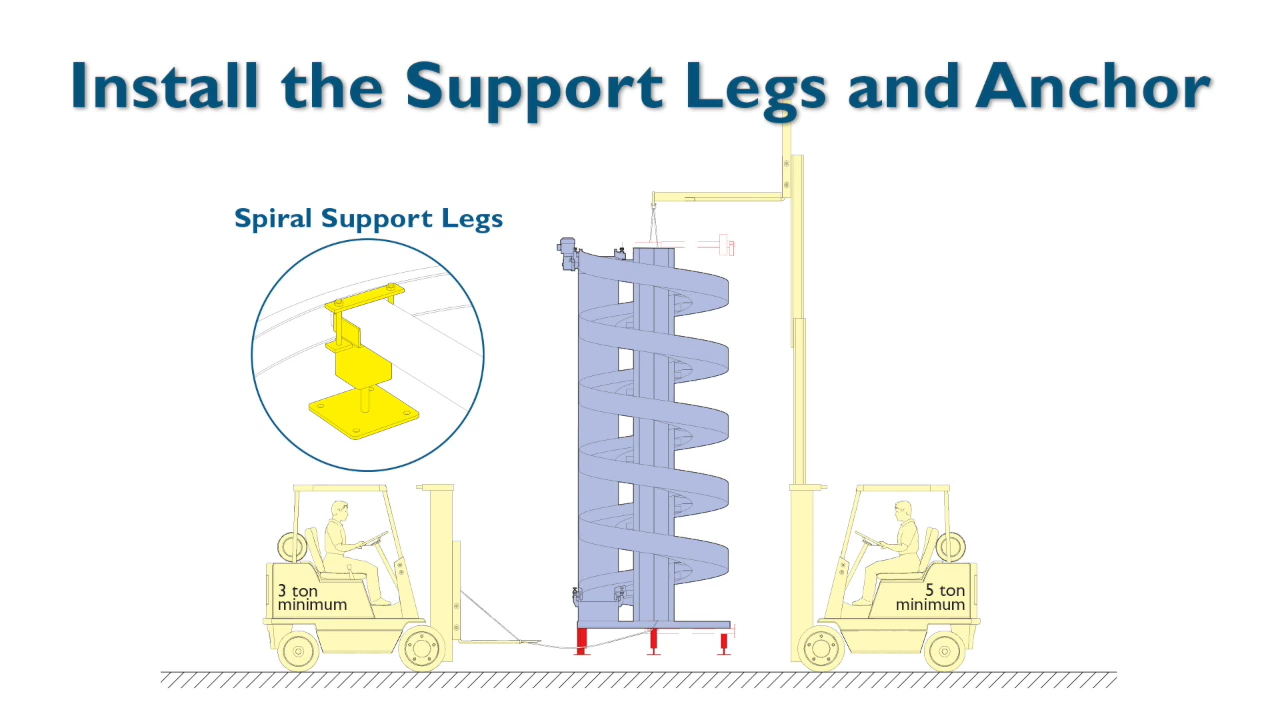 Install the Support Legs and Anchor
Spiral Support Legs
3 ton
minimum
5 ton
minimum